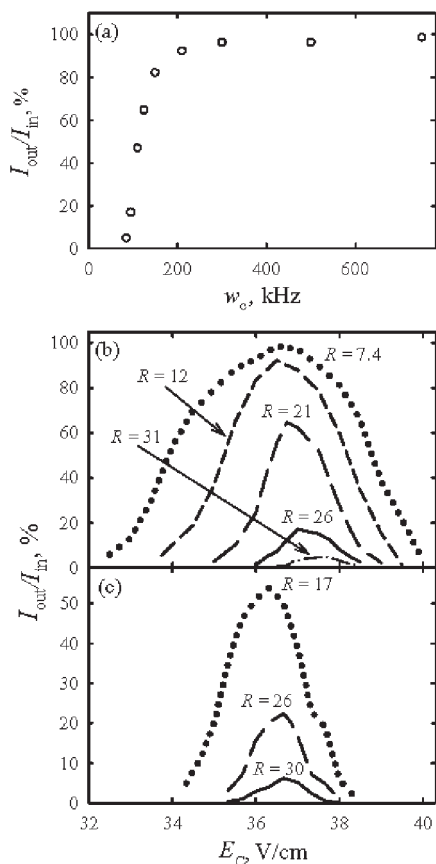 (a)
100
80
60
40
20
0
I_out/I_in, %
0 200 400 600
w_c, kHz
(b)
100
80
60
40
20
0
R = 7.4
R = 12
R = 21
R = 31
R = 26
I_out/I_in, %
(c)
50
40
30
20
10
0
R = 17
R = 26
R = 30
32 34 36 38 40
E_C, V/cm